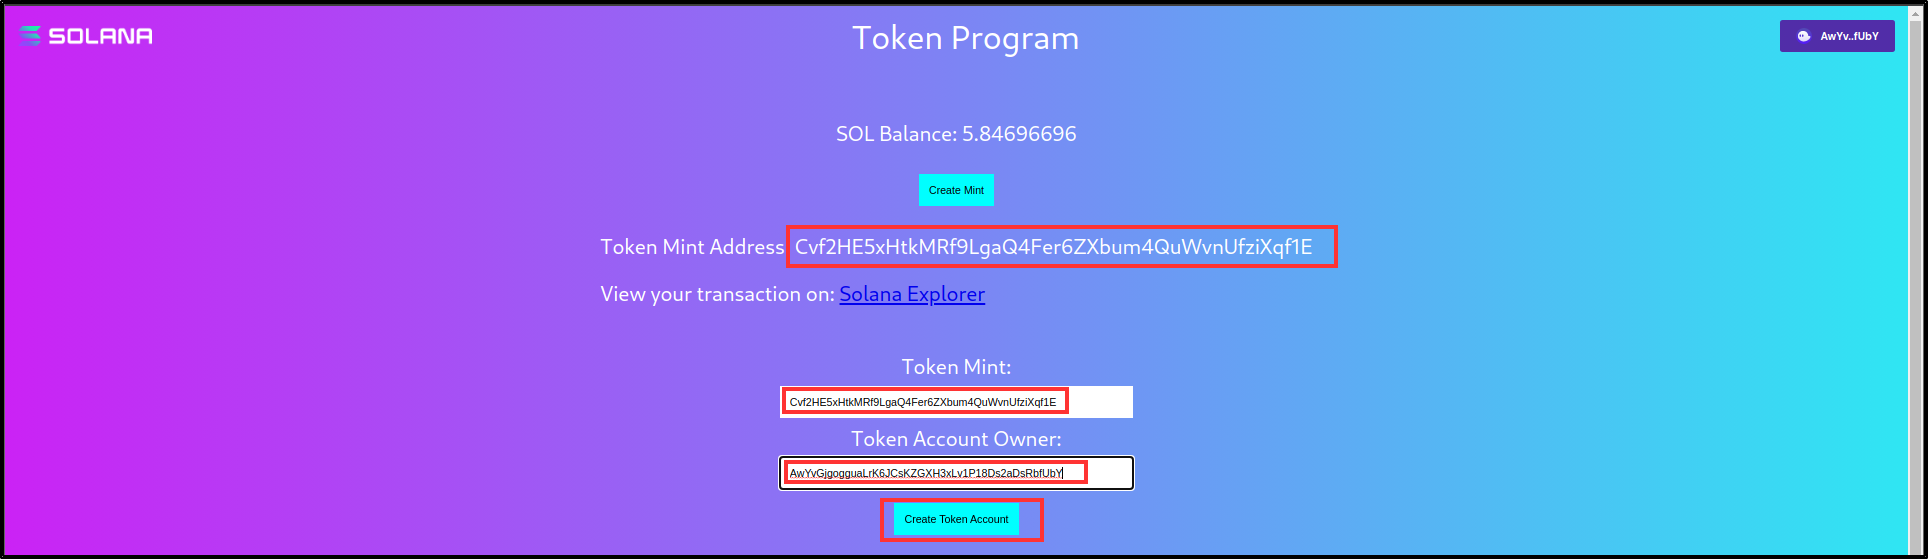 SOLANA
Token Program
AwYv..fUbY
SOL Balance: 5.84696696
Create Mint
Token Mint Address Cvf2HE5xHtkMRf9LgaQ4Fer6ZXbum4QuWvnUfziXqf1E
View your transaction on: Solana Explorer
Token Mint:
Cvf2HE5xHtkMRf9LgaQ4Fer6ZXbum4QuWvnUfziXqf1E
Token Account Owner:
AwYvGjgogguaLrK6JCsKZGXH3xLv1P18Ds2aDsRbfUbY
Create Token Account